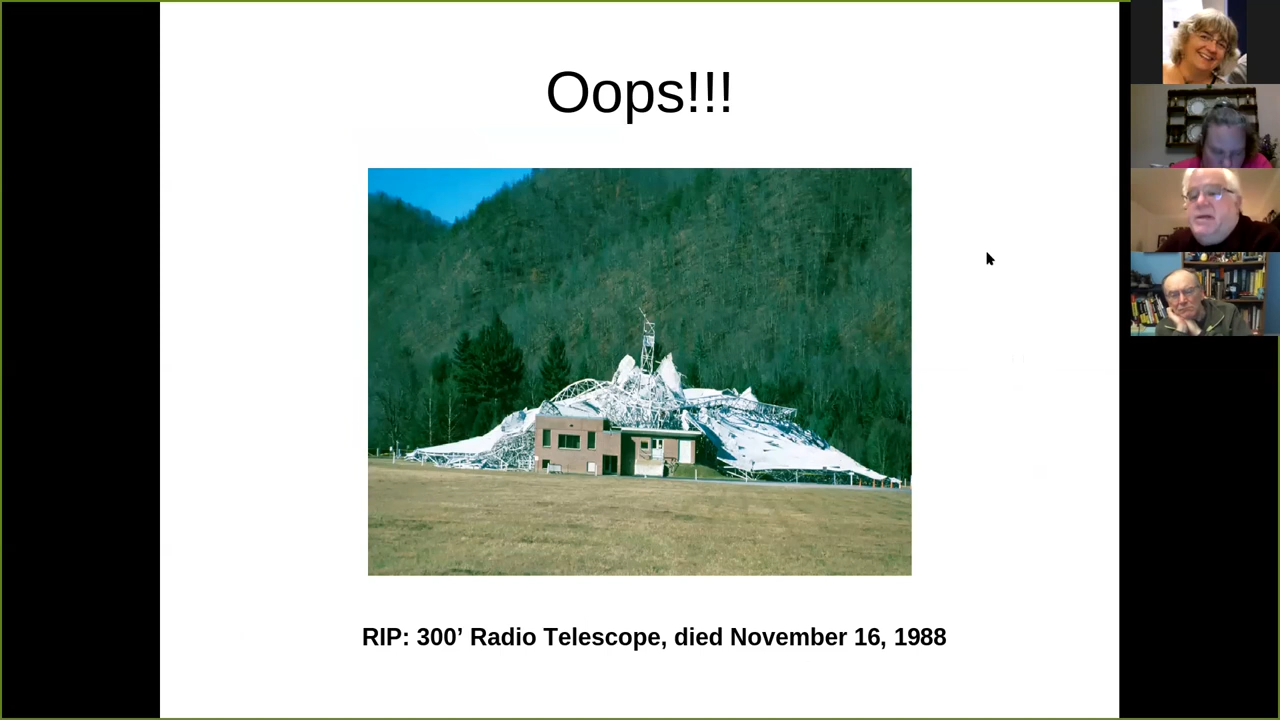 Oops!!!
RIP: 300’ Radio Telescope, died November 16, 1988